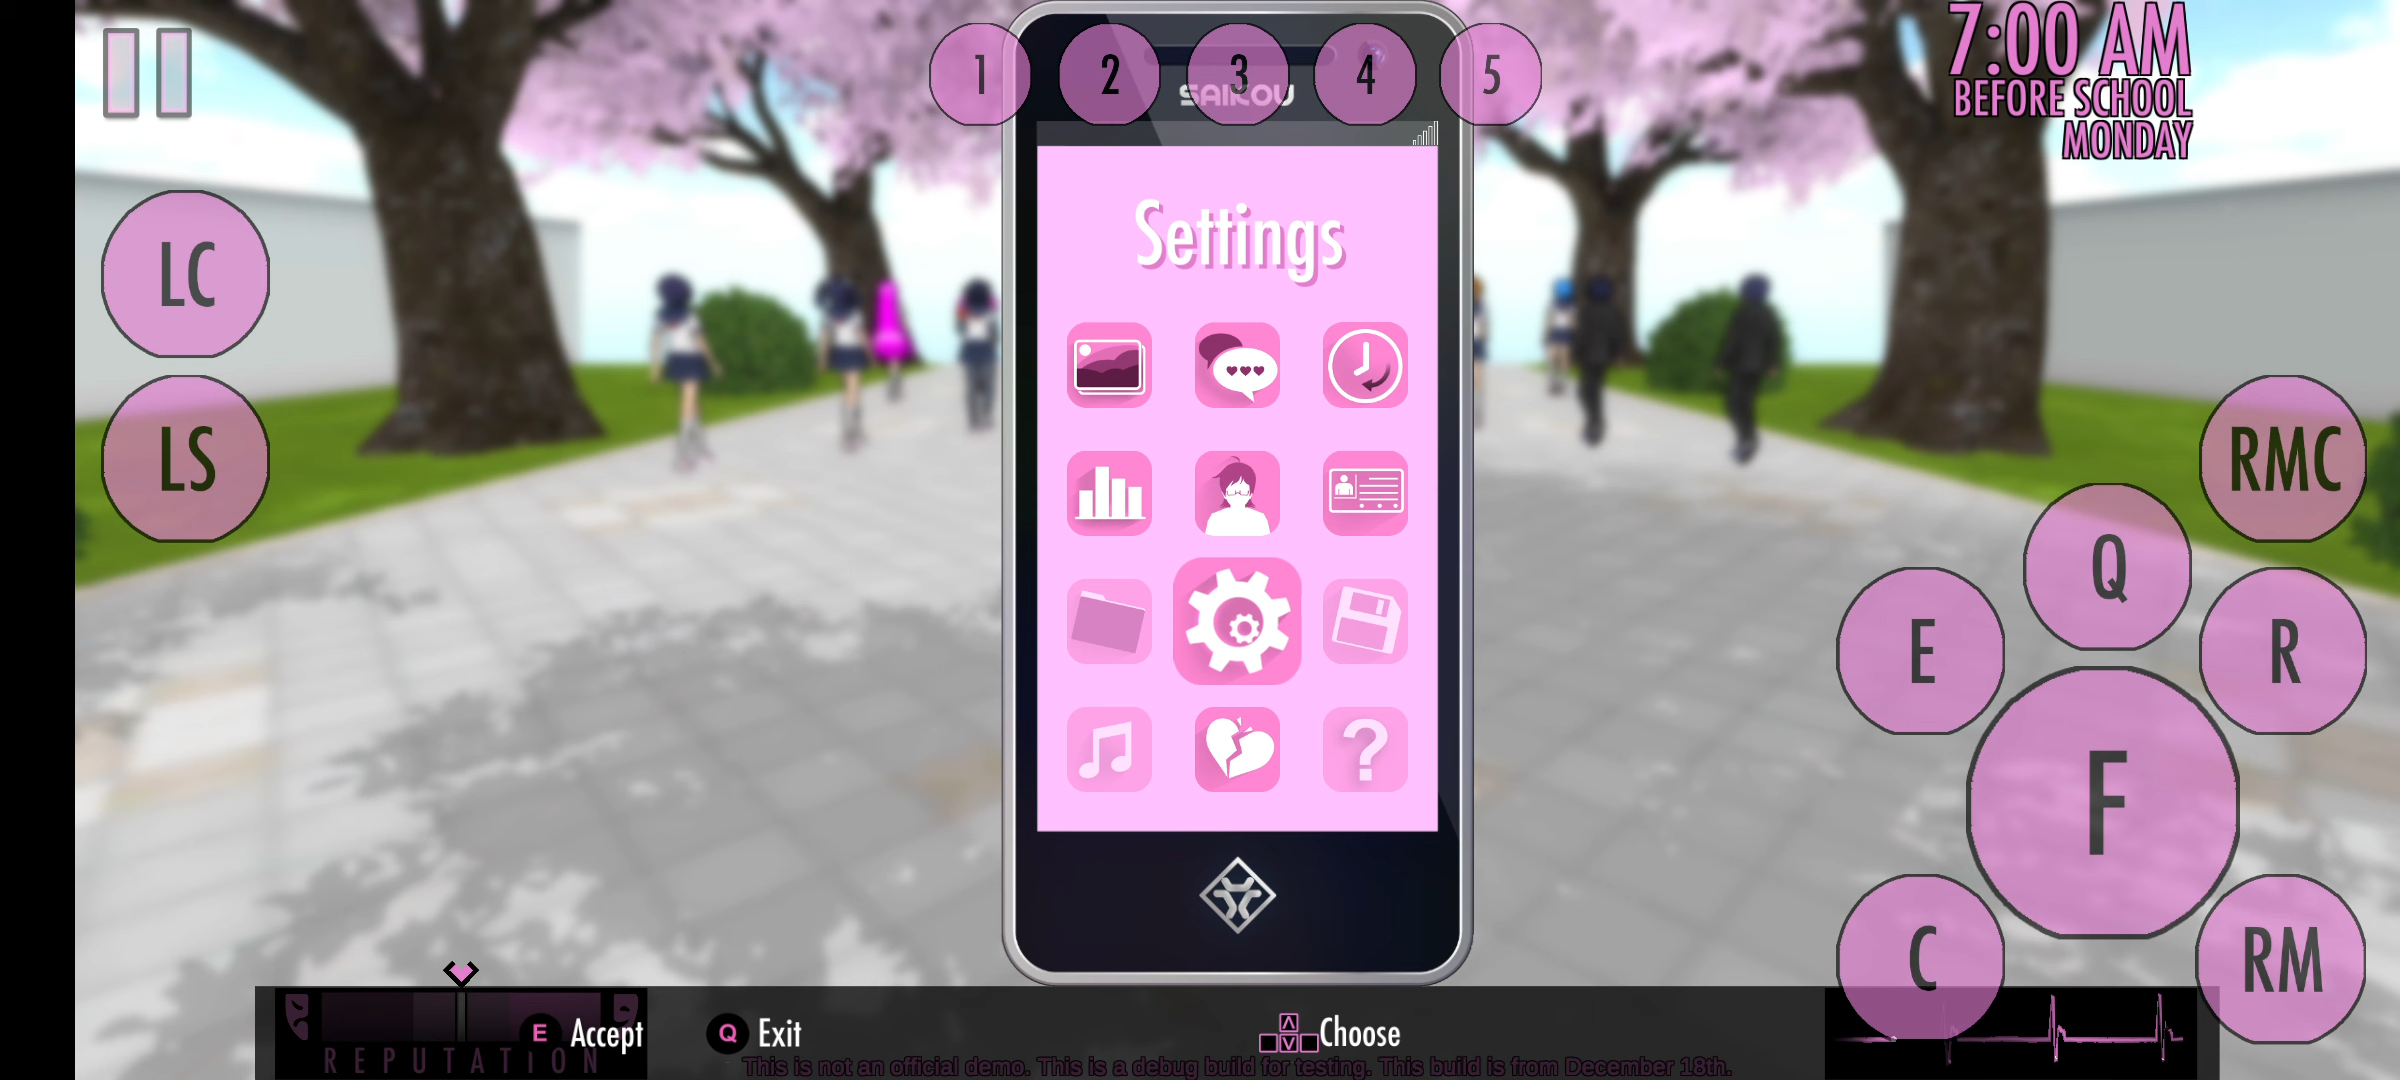 7:00 AM
BEFORE SCHOOL
MONDAY
1 2 3 4 5
SAIKOU
Settings
LC
LS
RMC
Q
E
R
F
C
RM
REPUTATION
E Accept
Q Exit
Choose
This is not an official demo. This is a debug build for testing. This build is from December 18th.